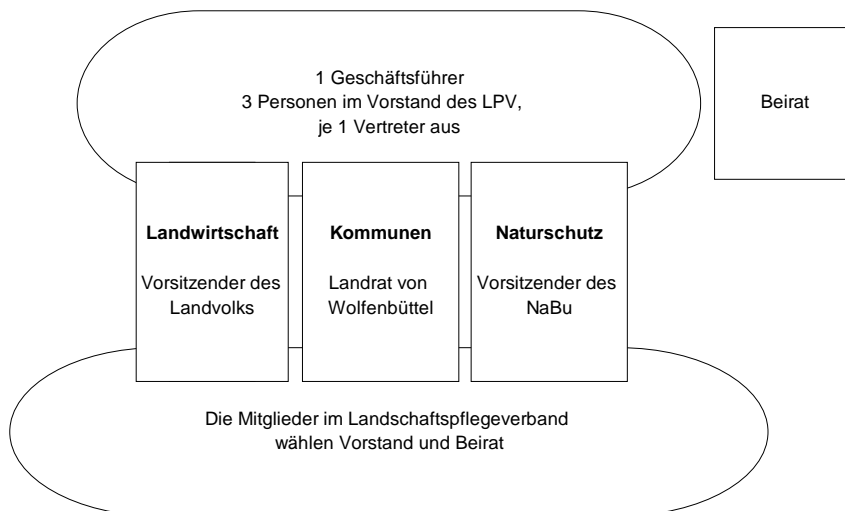 1 Geschäftsführer
3 Personen im Vorstand des LPV,
je 1 Vertreter aus
Beirat
Landwirtschaft
Vorsitzender des
Landvolks
Kommunen
Landrat von
Wolfenbüttel
Naturschutz
Vorsitzender des
NaBu
Die Mitglieder im Landschaftspflegeverband
wählen Vorstand und Beirat